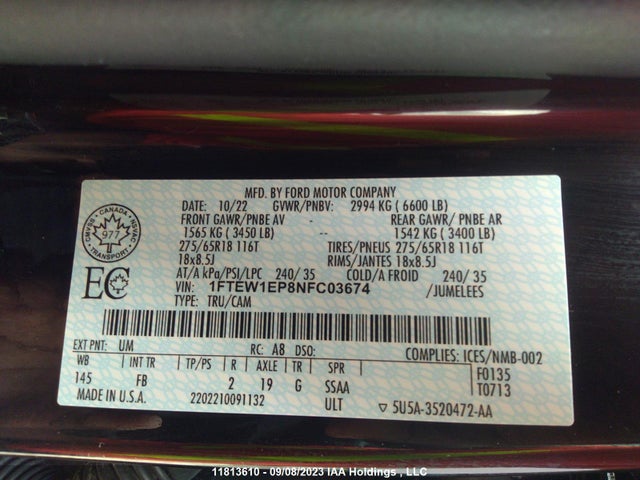 MFD. BY FORD MOTOR COMPANY
DATE: 10/22 GVWR/PNBV: 2994 KG ( 6600 LB)
FRONT GAWR/PNBE AV - REAR GAWR/ PNBE AR
1565 KG ( 3450 LB) -- 1542 KG ( 3400 LB)
275/65R18 116T TIRES/PNEUS 275/65R18 116T
18x8.5J RIMS/JANTES 18x8.5J
AT/A kPa/PSI/LPC 240/ 35 COLD/A FROID 240/ 35
VIN: 1FTEW1EP8NFC03674 /JUMELEES
TYPE: TRU/CAM
CANADA
977
TRANSPORT
EC
EXT PNT: UM RC: A8 DSO: COMPLIES: ICES/NMB-002
WB INT TR TP/PS R AXLE TR SPR F0135
145 FB 2 19 G SSAA T0713
MADE IN U.S.A. 2202210091132 ULT ▽ 5U5A-3520472-AA
11813610 - 09/08/2023 IAA Holdings , LLC